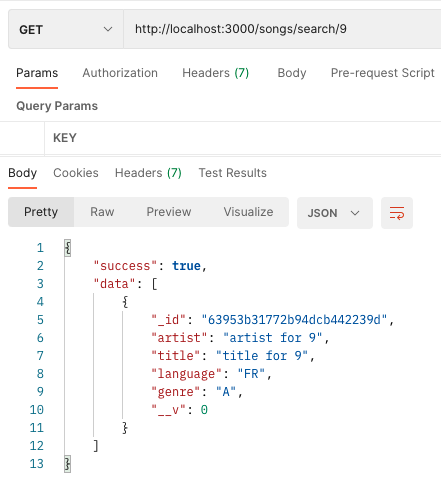 GET http://localhost:3000/songs/search/9
Params Authorization Headers (7) Body Pre-request Script
Query Params
KEY
Body Cookies Headers (7) Test Results
Pretty Raw Preview Visualize JSON
1 {
2 "success": true,
3 "data": [
4 {
5 "_id": "63953b31772b94dcb442239d",
6 "artist": "artist for 9",
7 "title": "title for 9",
8 "language": "FR",
9 "genre": "A",
10 "__v": 0
11 }
12 ]
13 }